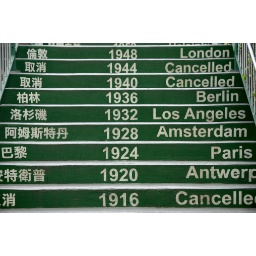 倫敦 1948 London
取消 1944 Cancelled
取消 1940 Cancelled
柏林 1936 Berlin
洛杉磯 1932 Los Angeles
阿姆斯特丹 1928 Amsterdam
巴黎 1924 Paris
安特衛普 1920 Antwerp
取消 1916 Cancelled